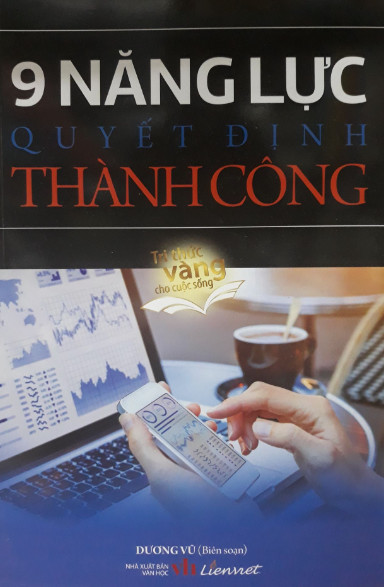 9 NĂNG LỰC
QUYẾT ĐỊNH
THÀNH CÔNG
Tri thức
vàng
cho cuộc sống
DƯƠNG VŨ (Biên soạn)
NHÀ XUẤT BẢN
VĂN HỌC
vh
Lienviet